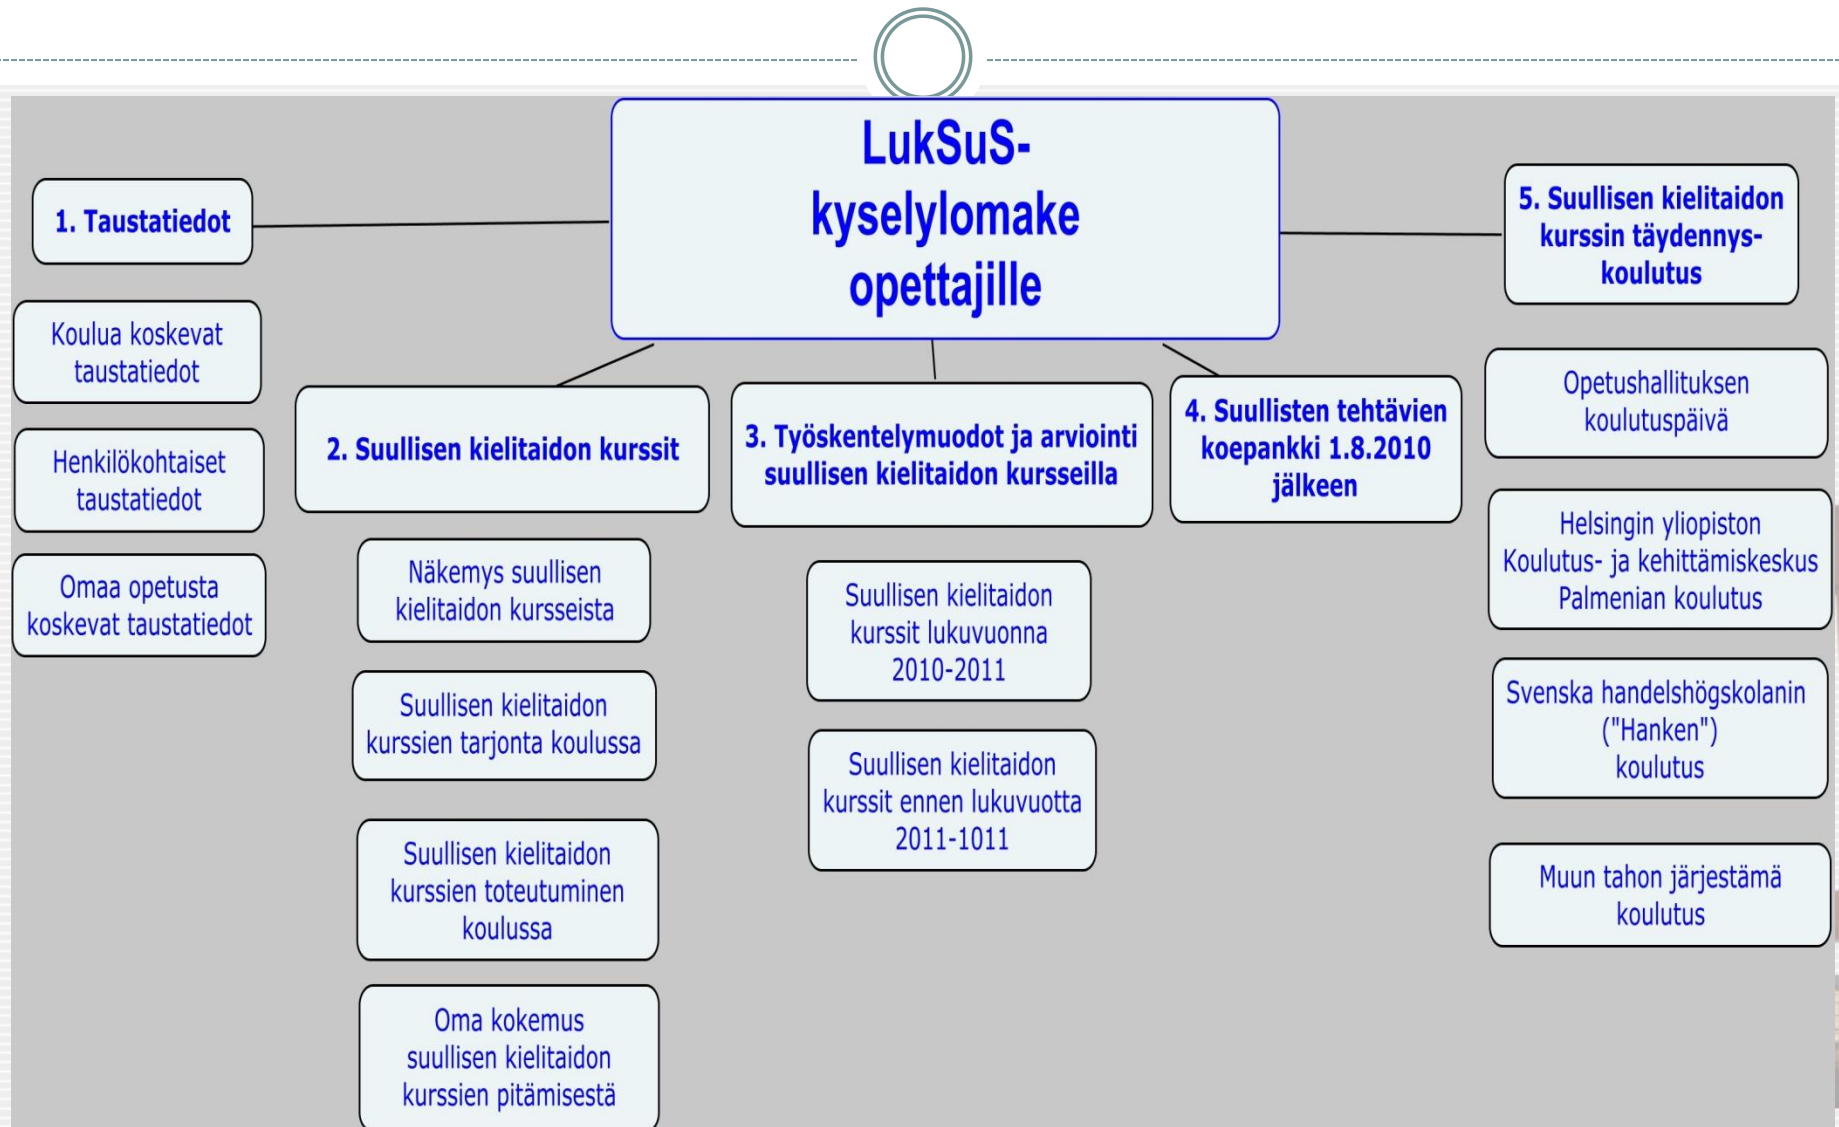 LukSuS-
kyselylomake
opettajille
1. Taustatiedot
Koulua koskevat
taustatiedot
Henkilökohtaiset
taustatiedot
Omaa opetusta
koskevat taustatiedot
2. Suullisen kielitaidon kurssit
Näkemys suullisen
kielitaidon kursseista
Suullisen kielitaidon
kurssien tarjonta koulussa
Suullisen kielitaidon
kurssien toteutuminen
koulussa
Oma kokemus
suullisen kielitaidon
kurssien pitämisestä
3. Työskentelymuodot ja arviointi
suullisen kielitaidon kursseilla
Suullisen kielitaidon
kurssit lukuvuonna
2010-2011
Suullisen kielitaidon
kurssit ennen lukuvuotta
2011-1011
4. Suullisten tehtävien
koepankki 1.8.2010
jälkeen
5. Suullisen kielitaidon
kurssin täydennys-
koulutus
Opetushallituksen
koulutuspäivä
Helsingin yliopiston
Koulutus- ja kehittämiskeskus
Palmenian koulutus
Svenska handelshögskolanin
("Hanken")
koulutus
Muun tahon järjestämä
koulutus